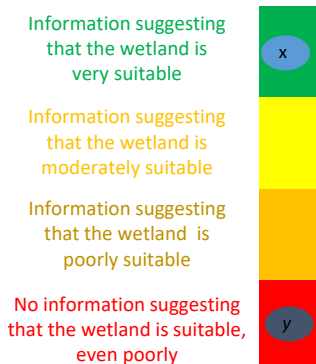 Information suggesting
that the wetland is
very suitable
x
Information suggesting
that the wetland is
moderately suitable
Information suggesting
that the wetland is
poorly suitable
No information suggesting
that the wetland is suitable,
even poorly
y